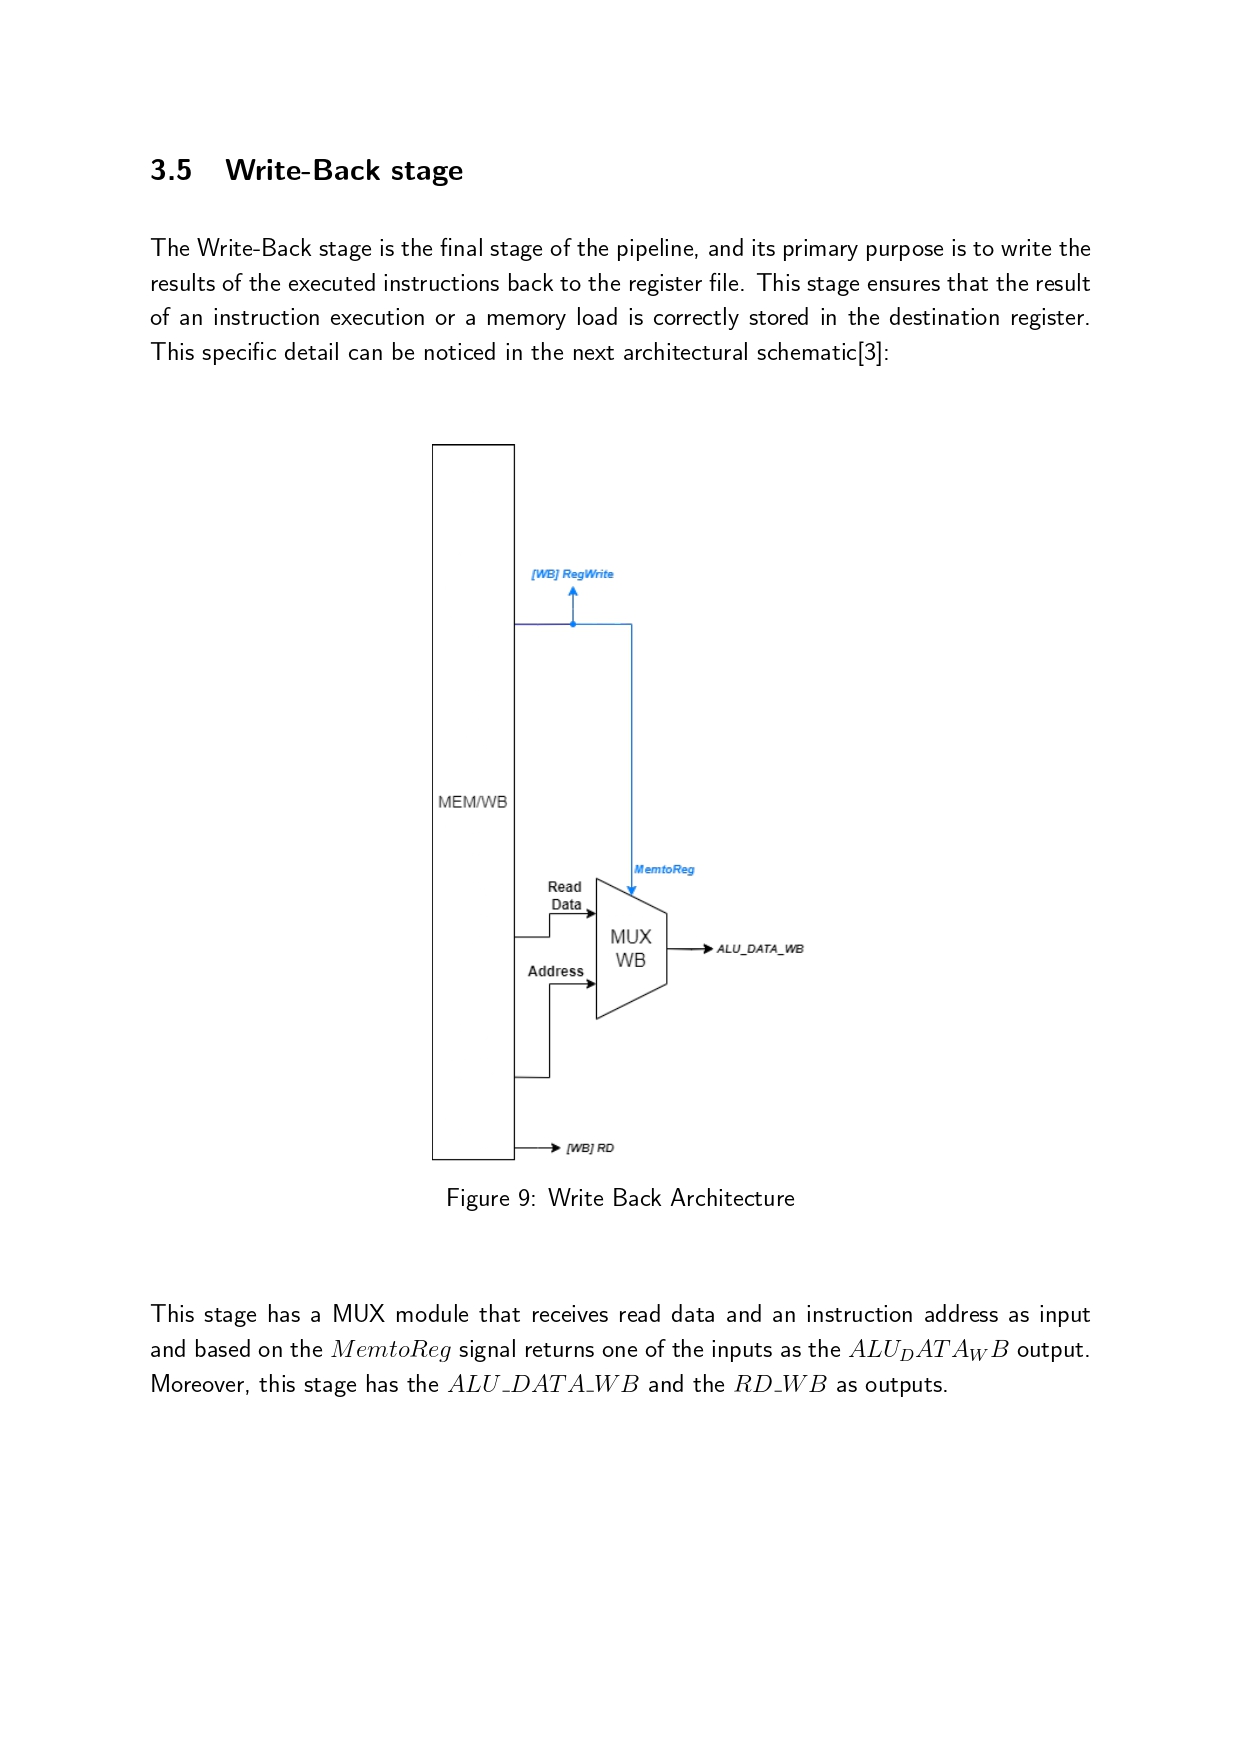 3.5 Write-Back stage
The Write-Back stage is the final stage of the pipeline, and its primary purpose is to write the
results of the executed instructions back to the register file. This stage ensures that the result
of an instruction execution or a memory load is correctly stored in the destination register.
This specific detail can be noticed in the next architectural schematic[3]:
[WB] RegWrite
MEM/WB
MemtoReg
Read
Data
MUX
WB
ALU_DATA_WB
Address
[WB] RD
Figure 9: Write Back Architecture
This stage has a MUX module that receives read data and an instruction address as input
and based on the MemtoReg signal returns one of the inputs as the ALU_DATA_WB output.
Moreover, this stage has the ALU_DATA_WB and the RD_WB as outputs.